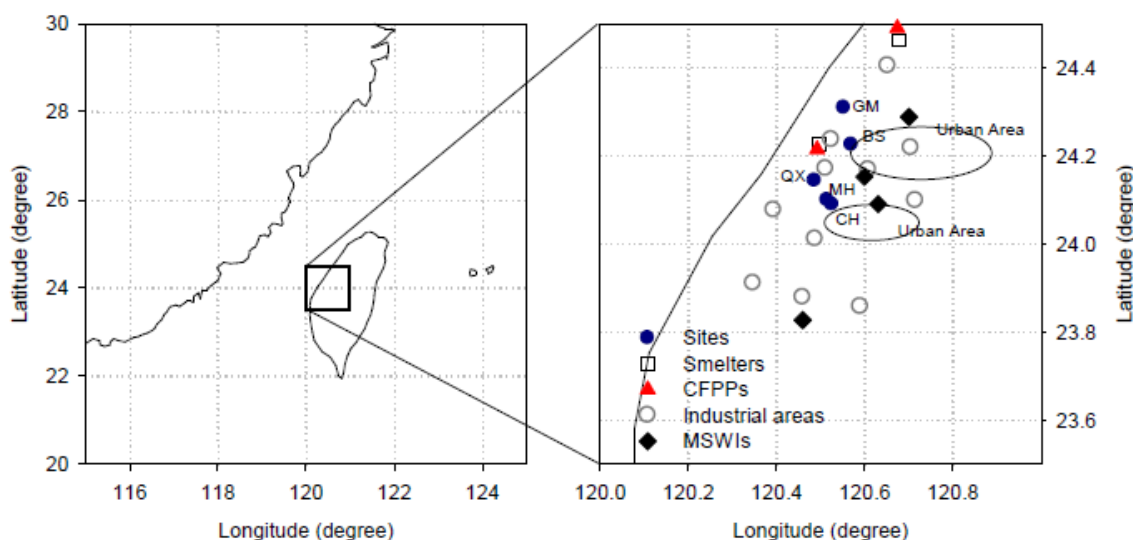 30
28
26
24
22
20
116
118
120
122
124
Longitude (degree)
Latitude (degree)
GM
BS
Urban Area
QX
MH
CH
Urban Area
Sites
Smelters
CFPPs
Industrial areas
MSWIs
24.4
24.2
24.0
23.8
23.6
120.0
120.2
120.4
120.6
120.8
Longitude (degree)
Latitude (degree)